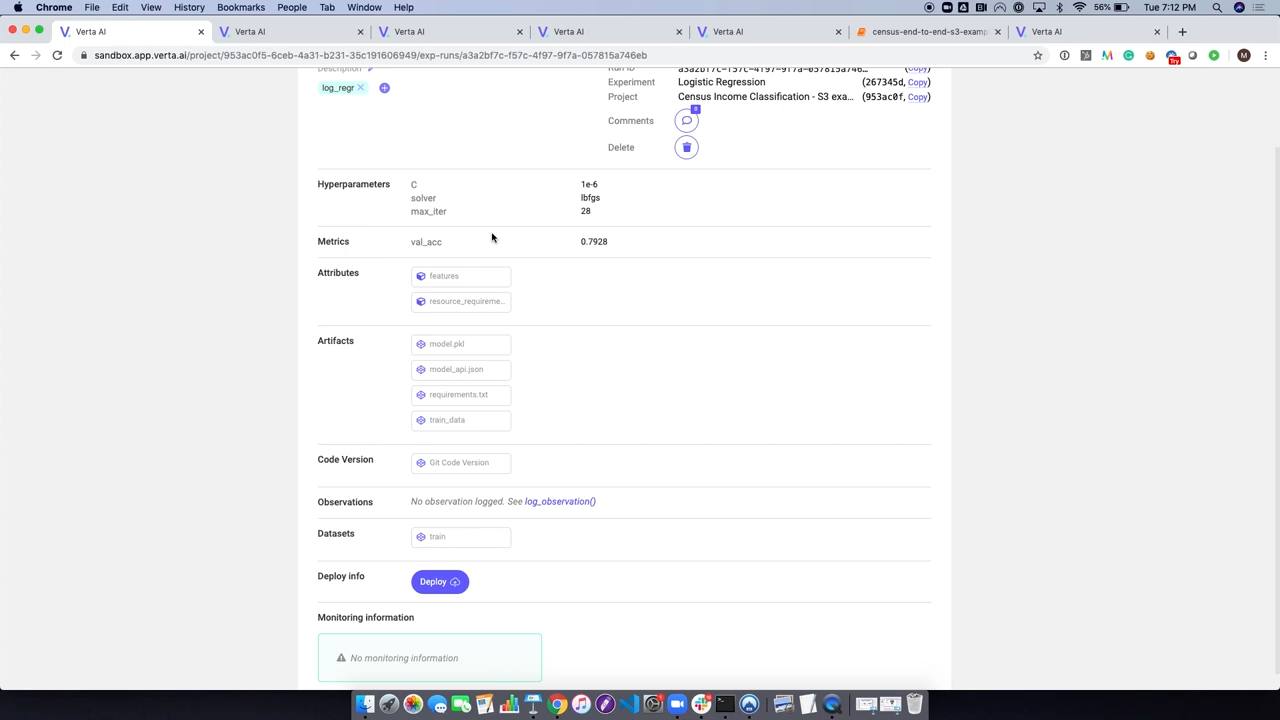 Chrome File Edit View History Bookmarks People Tab Window Help 56% Tue 7:12 PM
Verta AI Verta AI Verta AI Verta AI Verta AI census-end-to-end-s3-examp Verta AI
sandbox.app.verta.ai/project/953ac0f5-6ceb-4a31-b231-35c191606949/exp-runs/a3a2bf7c-f57c-4f97-9f7a-057815a746eb
Try
M
Description
Run ID a3a2bf7c-f57c-4f97-9f7a-057815a746... (Copy)
log_regr
Experiment Logistic Regression (267345d, Copy)
Project Census Income Classification - S3 exa... (953ac0f, Copy)
Comments 0
Delete
Hyperparameters C 1e-6
solver lbfgs
max_iter 28
Metrics val_acc 0.7928
Attributes features
resource_requireme...
Artifacts model.pkl
model_api.json
requirements.txt
train_data
Code Version Git Code Version
Observations No observation logged. See log_observation()
Datasets train
Deploy info Deploy
Monitoring information
No monitoring information